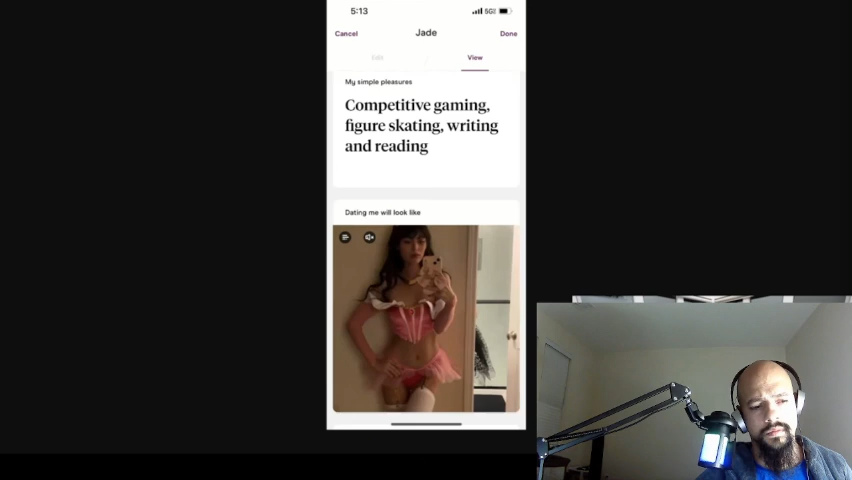 5:13
5G
Cancel
Jade
Done
Edit
View
My simple pleasures
Competitive gaming,
figure skating, writing
and reading
Dating me will look like